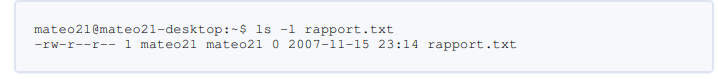 mateo21@mateo21-desktop:~$ ls -l rapport.txt
-rw-r--r-- 1 mateo21 mateo21 0 2007-11-15 23:14 rapport.txt